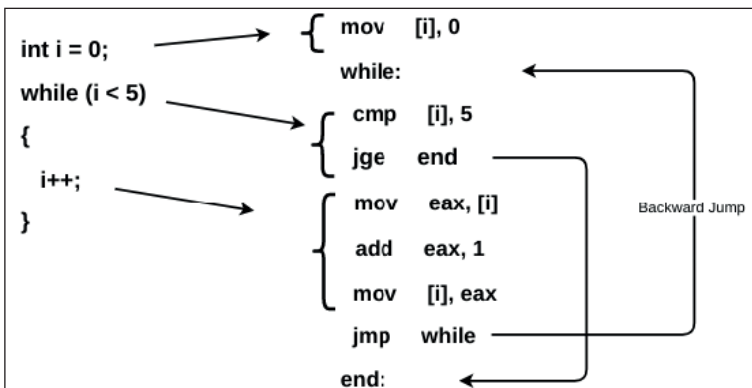 int i = 0;
while (i < 5)
{
i++;
}
mov [i], 0
while:
cmp [i], 5
jge end
mov eax, [i]
add eax, 1
mov [i], eax
jmp while
end:
Backward Jump